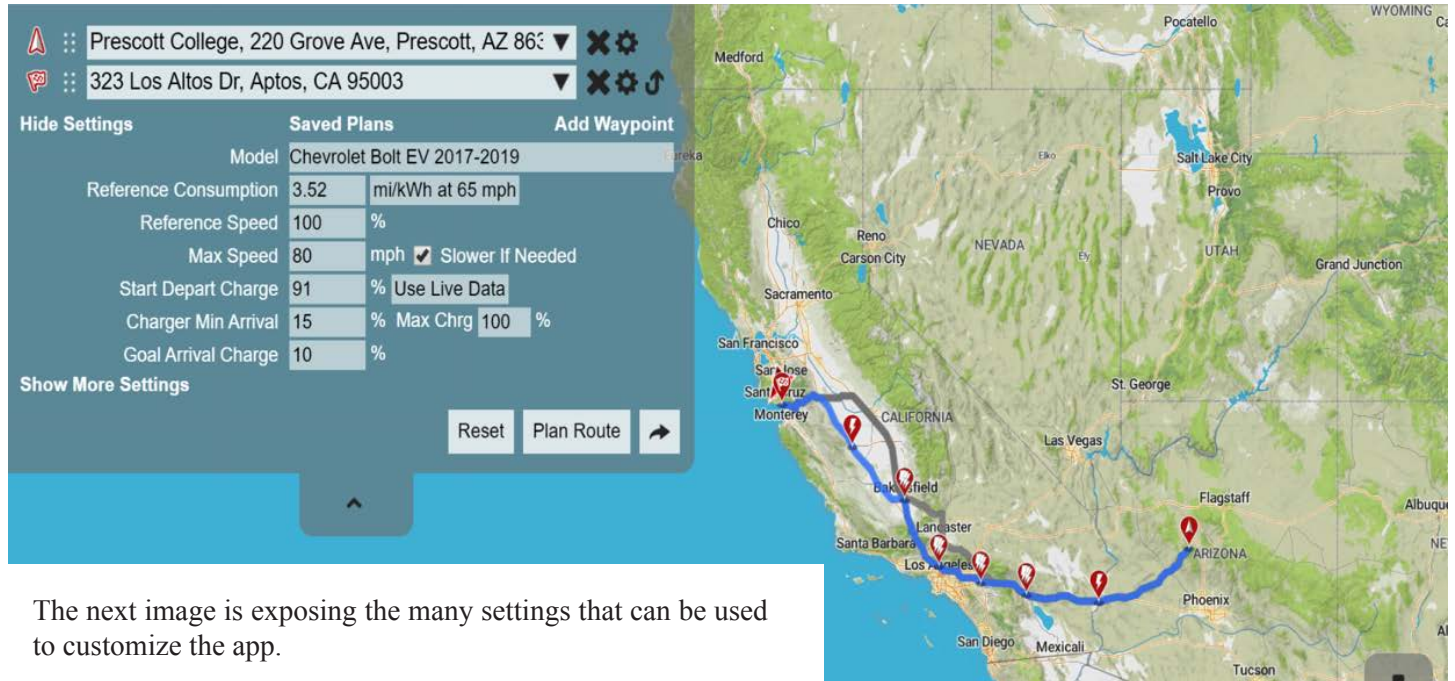 Prescott College, 220 Grove Ave, Prescott, AZ 863
323 Los Altos Dr, Aptos, CA 95003
Hide Settings Saved Plans Add Waypoint
Model Chevrolet Bolt EV 2017-2019
Reference Consumption 3.52 mi/kWh at 65 mph
Reference Speed 100 %
Max Speed 80 mph Slower If Needed
Start Depart Charge 91 % Use Live Data
Charger Min Arrival 15 % Max Chrg 100 %
Goal Arrival Charge 10 %
Show More Settings
Reset Plan Route
The next image is exposing the many settings that can be used
to customize the app.
WYOMING
Pocatello
Medford
Elko
Salt Lake City
Provo
Chico
Reno
Carson City
NEVADA
Ely
UTAH
Grand Junction
Sacramento
San Francisco
San Jose
Santa Cruz
Monterey
CALIFORNIA
St. George
Las Vegas
Bakersfield
Flagstaff
Lancaster
Santa Barbara
Los Angeles
ARIZONA
Phoenix
San Diego
Mexicali
Tucson